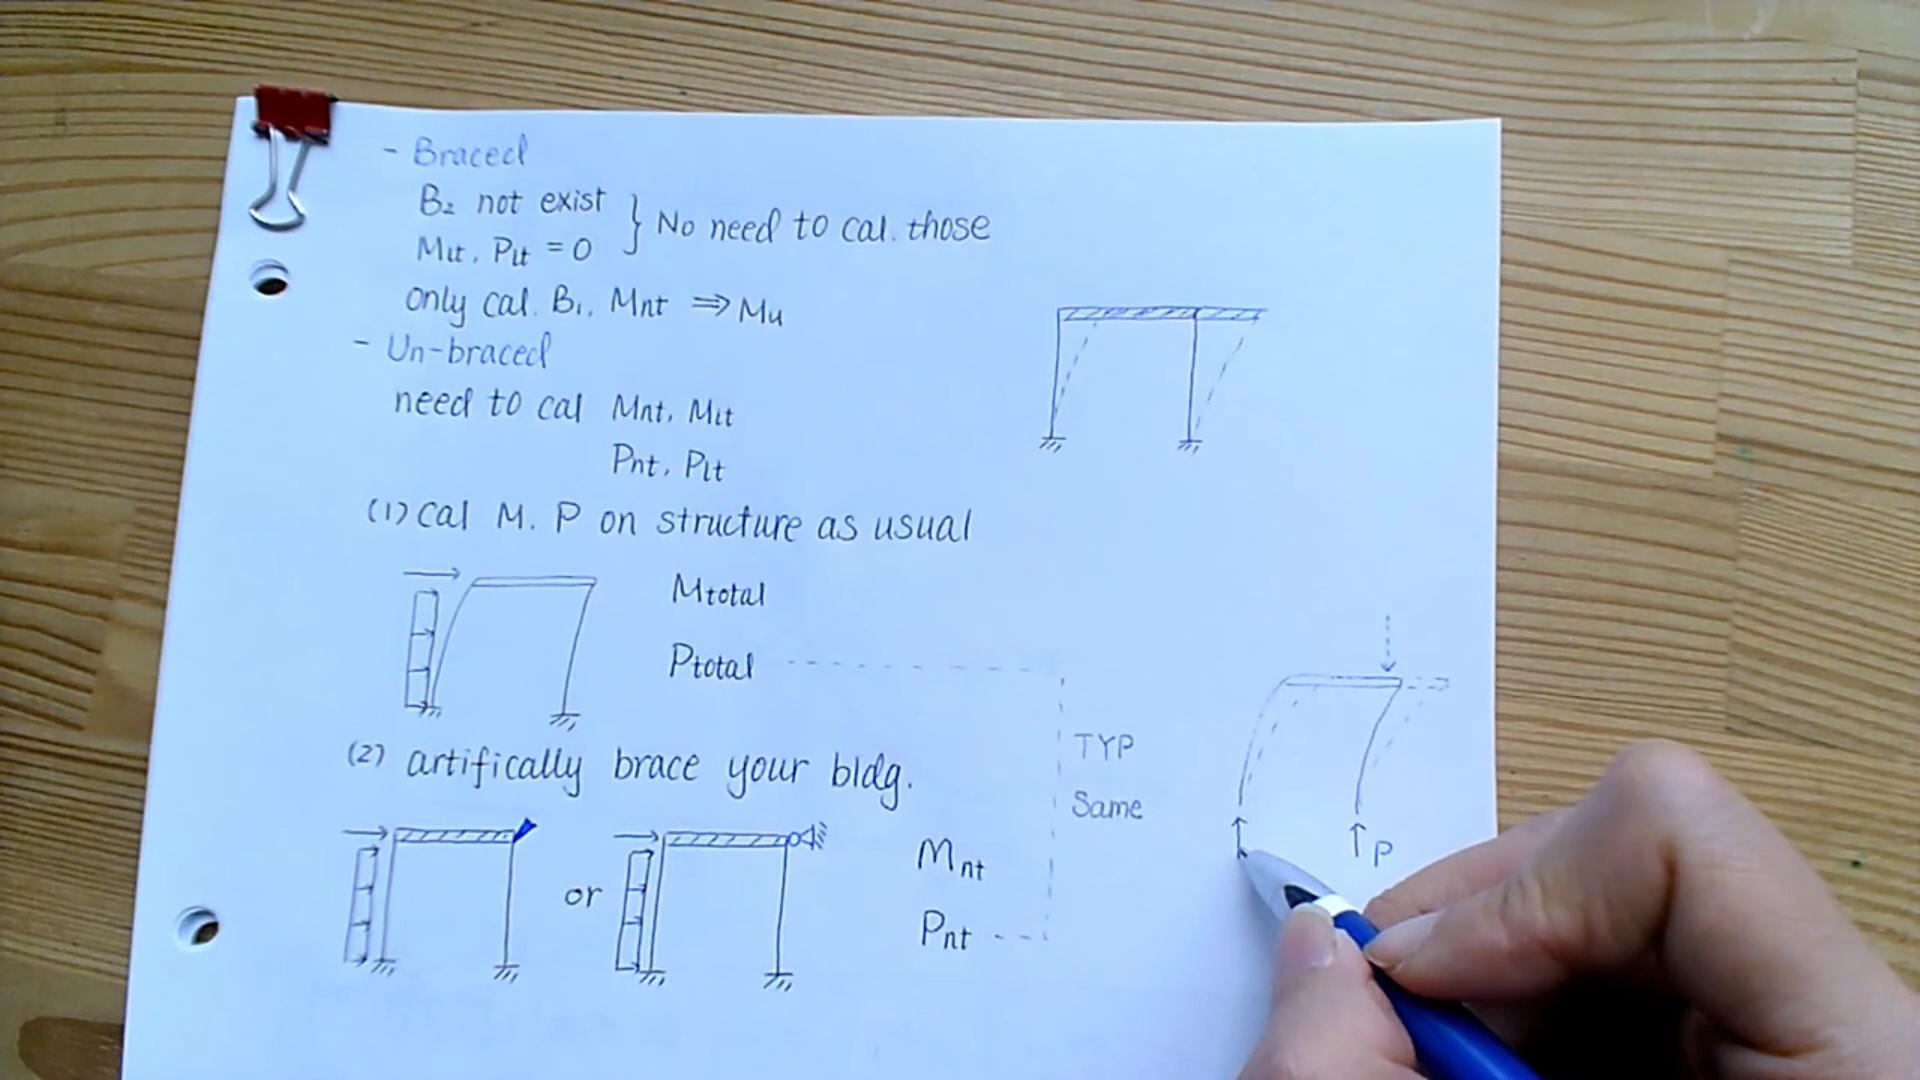 - Braced
B2 not exist
Mlt, Plt = 0
} No need to cal. those
only cal. B1, Mnt ⇒ Mu
- Un-braced
need to cal Mnt, Mlt
Pnt, Plt
(1) cal M. P on structure as usual
Mtotal
Ptotal
(2) artifically brace your bldg.
TYP
Same
or
Mnt
Pnt
P